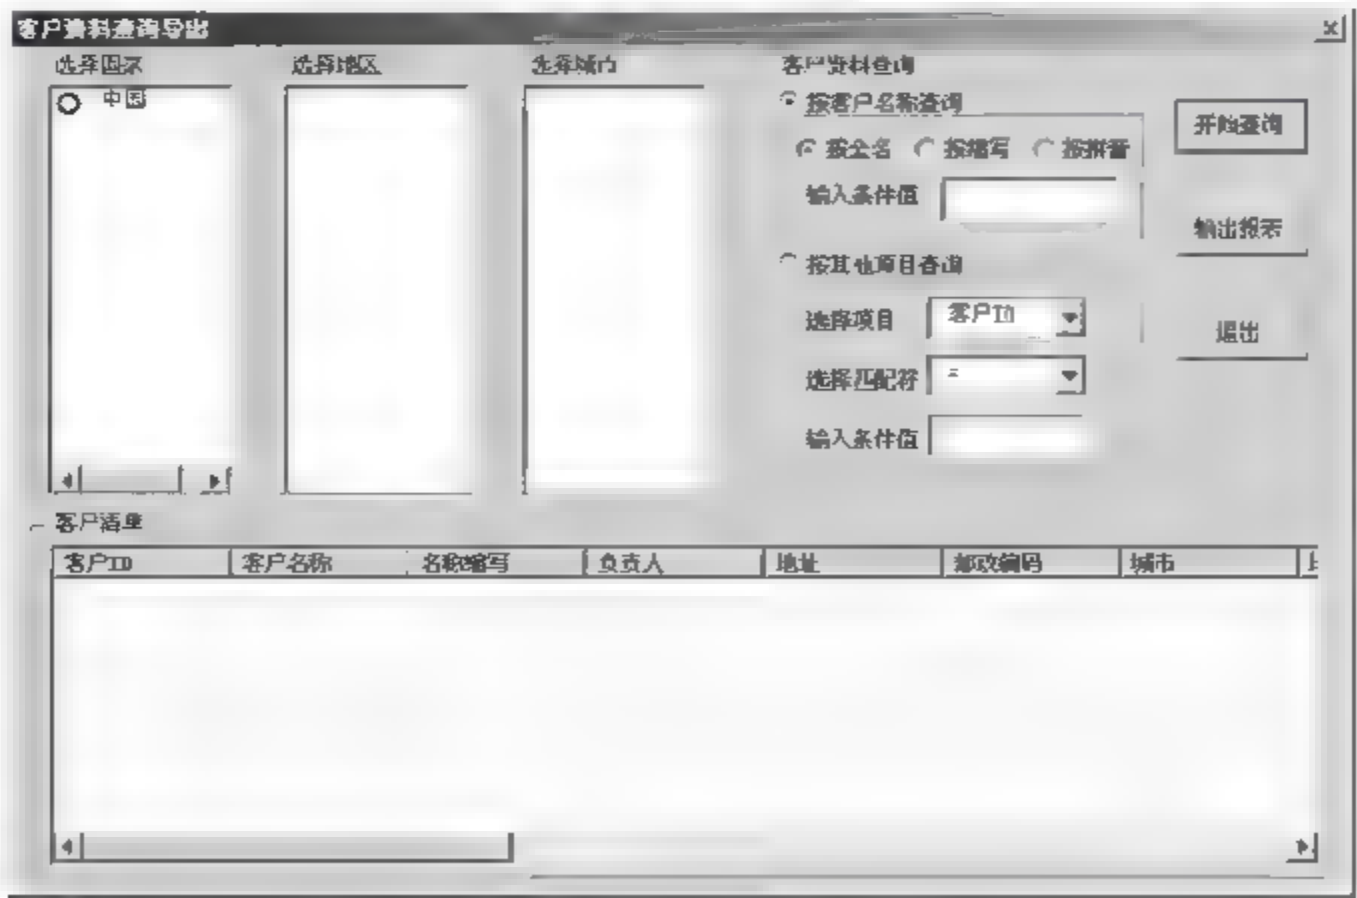 客户资料查询导出
选择国家 选择地区 选择城市 客户资料查询
中国
按客户名称查询
按全名 按缩写 按拼音
输入条件值
开始查询
输出报表
按其他项目查询
选择项目 客户ID
退出
选择匹配符 =
输入条件值
客户清单
客户ID 客户名称 名称缩写 负责人 地址 邮政编码 城市